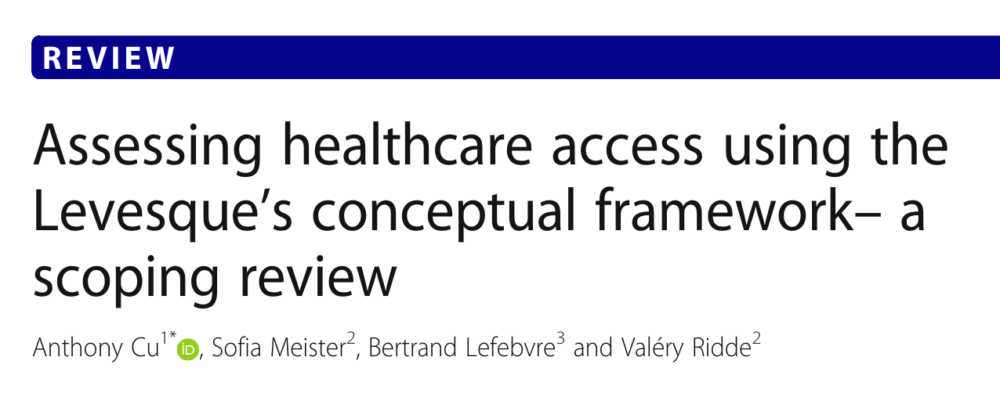 REVIEW
Assessing healthcare access using the
Levesque’s conceptual framework– a
scoping review
Anthony Cu1* iD, Sofia Meister2, Bertrand Lefebvre3 and Valéry Ridde2